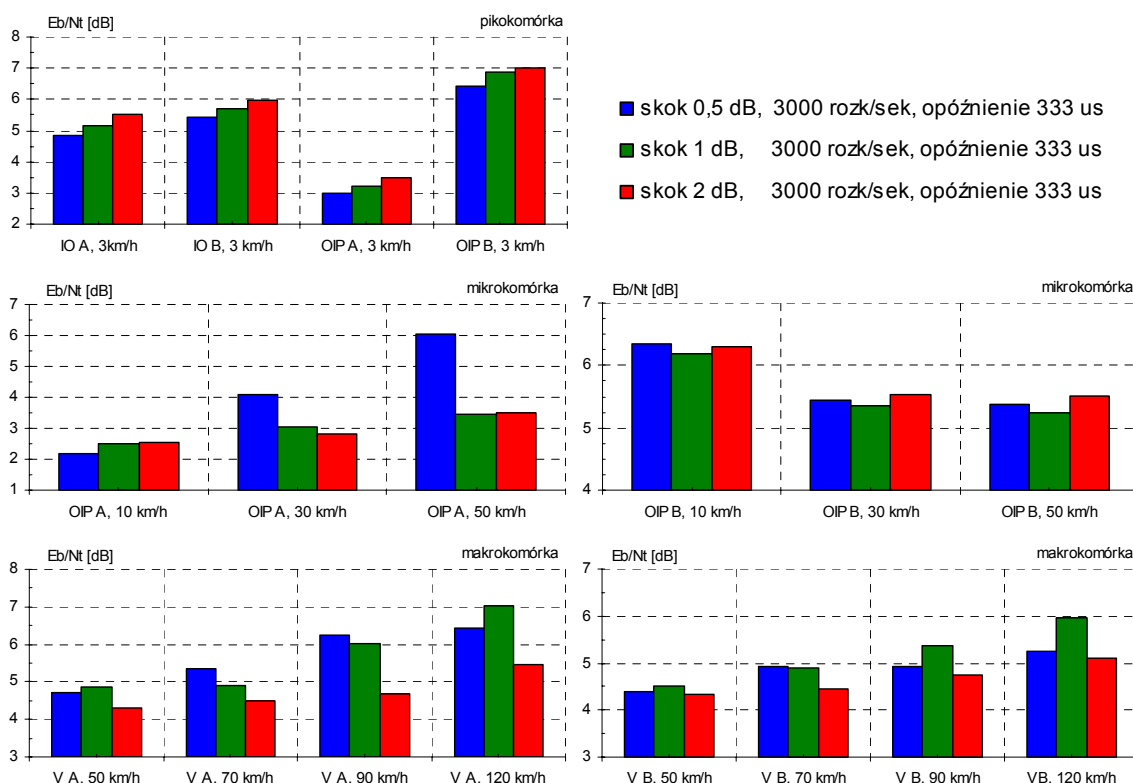 Eb/Nt [dB] pikokomórka
8
7
6
5
4
3
2
IO A, 3km/h IO B, 3 km/h OIP A, 3 km/h OIP B, 3 km/h
skok 0,5 dB, 3000 rozk/sek, opóźnienie 333 us
skok 1 dB, 3000 rozk/sek, opóźnienie 333 us
skok 2 dB, 3000 rozk/sek, opóźnienie 333 us
Eb/Nt [dB] mikrokomórka
7
6
5
4
3
2
1
OIP A, 10 km/h OIP A, 30 km/h OIP A, 50 km/h
Eb/Nt [dB] mikrokomórka
7
6
5
4
OIP B, 10 km/h OIP B, 30 km/h OIP B, 50 km/h
Eb/Nt [dB] makrokomórka
8
7
6
5
4
3
V A, 50 km/h V A, 70 km/h V A, 90 km/h V A, 120 km/h
Eb/Nt [dB] makrokomórka
7
6
5
4
3
V B, 50 km/h V B, 70 km/h V B, 90 km/h VB, 120 km/h